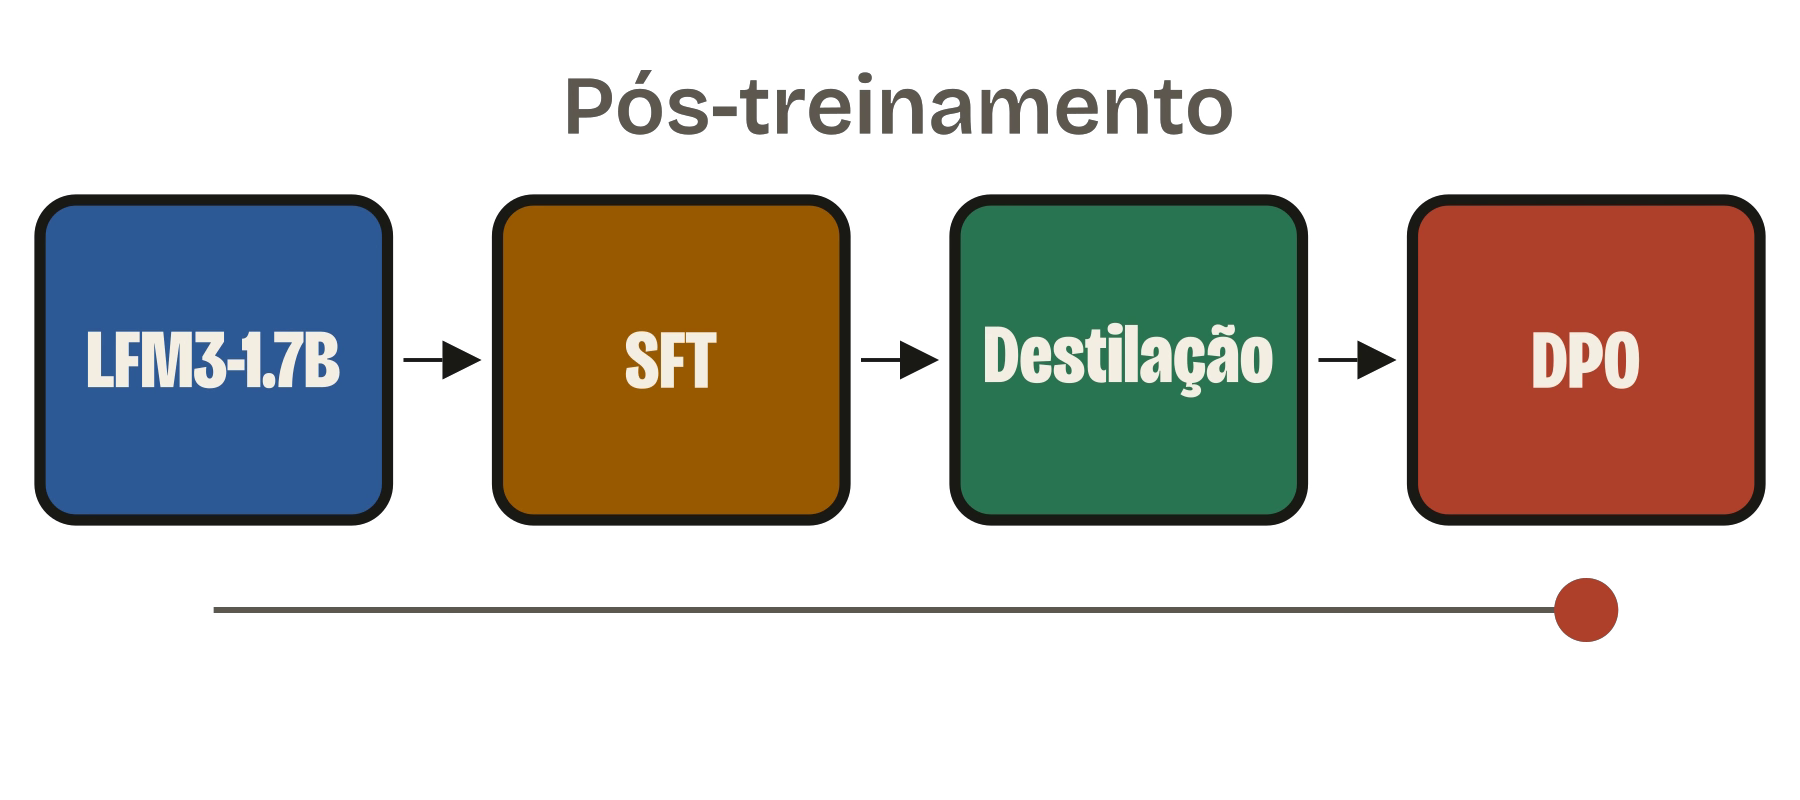 Pós-treinamento
LFM3-1.7B
SFT
Destilação
DPO